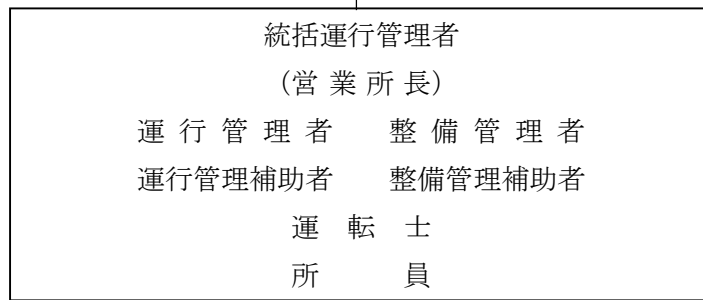 統括運行管理者
（営 業 所 長）
運 行 管 理 者　　整 備 管 理 者
運行管理補助者　　整備管理補助者
運　転　士
所　　　員